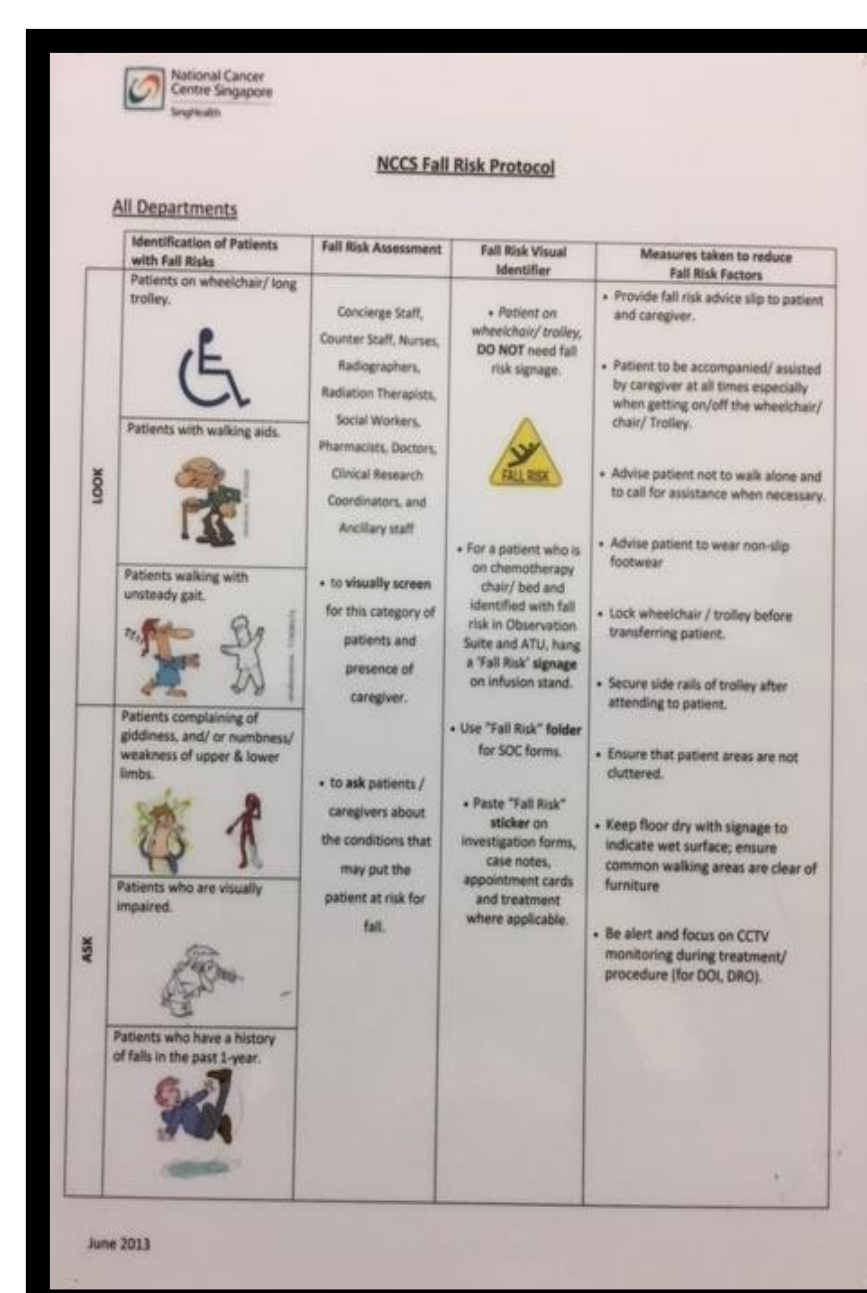 National Cancer
Centre Singapore
SingHealth
NCCS Fall Risk Protocol
All Departments
Identification of Patients
with Fall Risks
Fall Risk Assessment
Fall Risk Visual
Identifier
Measures taken to reduce
Fall Risk Factors
LOOK
Patients on wheelchair/ long
trolley.
Patients with walking aids.
Patients walking with
unsteady gait.
ASK
Patients complaining of
giddiness, and/ or numbness/
weakness of upper & lower
limbs.
Patients who are visually
impaired.
Patients who have a history
of falls in the past 1-year.
Concierge Staff,
Counter Staff, Nurses,
Radiographers,
Radiation Therapists,
Social Workers,
Pharmacists, Doctors,
Clinical Research
Coordinators, and
Ancillary staff
• to visually screen
for this category of
patients and
presence of
caregiver.
• to ask patients /
caregivers about
the conditions that
may put the
patient at risk for
fall.
• Patient on
wheelchair/ trolley,
DO NOT need fall
risk signage.
FALL RISK
• For a patient who is
on chemotherapy
chair/ bed and
identified with fall
risk in Observation
Suite and ATU, hang
a 'Fall Risk' signage
on infusion stand.
• Use "Fall Risk" folder
for SOC forms.
• Paste "Fall Risk"
sticker on
investigation forms,
case notes,
appointment cards
and treatment
where applicable.
• Provide fall risk advice slip to patient
and caregiver.
• Patient to be accompanied/ assisted
by caregiver at all times especially
when getting on/off the wheelchair/
chair/ Trolley.
• Advise patient not to walk alone and
to call for assistance when necessary.
• Advise patient to wear non-slip
footwear
• Lock wheelchair / trolley before
transferring patient.
• Secure side rails of trolley after
attending to patient.
• Ensure that patient areas are not
cluttered.
• Keep floor dry with signage to
indicate wet surface; ensure
common walking areas are clear of
furniture
• Be alert and focus on CCTV
monitoring during treatment/
procedure (for DOI, DRO).
June 2013